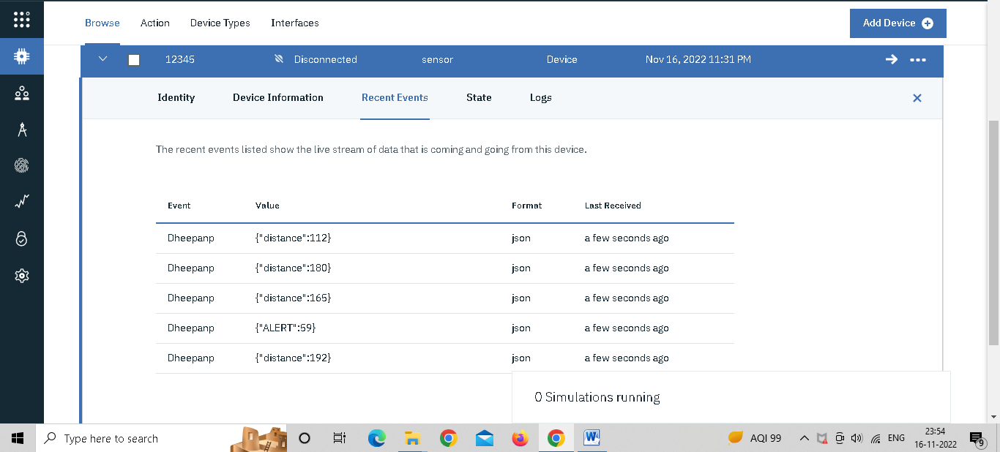 Browse Action Device Types Interfaces Add Device
12345 Disconnected sensor Device Nov 16, 2022 11:31 PM
Identity Device Information Recent Events State Logs
The recent events listed show the live stream of data that is coming and going from this device.
Event Value Format Last Received
Dheepanp {"distance":112} json a few seconds ago
Dheepanp {"distance":180} json a few seconds ago
Dheepanp {"distance":165} json a few seconds ago
Dheepanp {"ALERT":59} json a few seconds ago
Dheepanp {"distance":192} json a few seconds ago
0 Simulations running
Type here to search AQI 99 ENG 23:54
16-11-2022 9